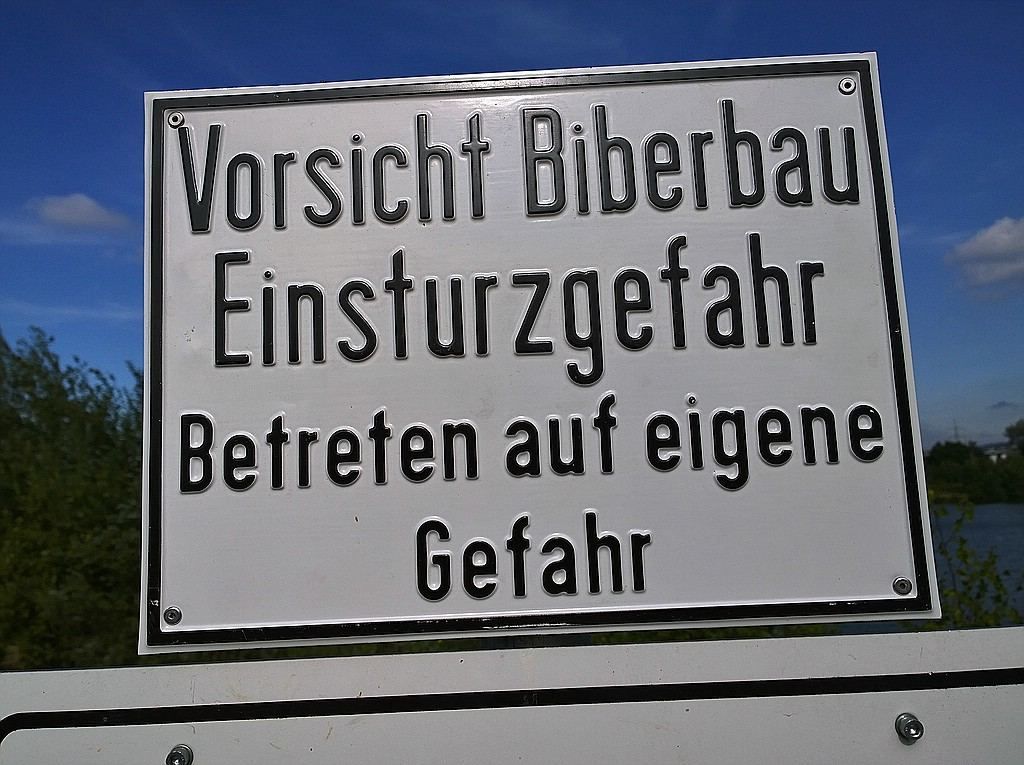 Vorsicht Biberbau
Einsturzgefahr
Betreten auf eigene
Gefahr